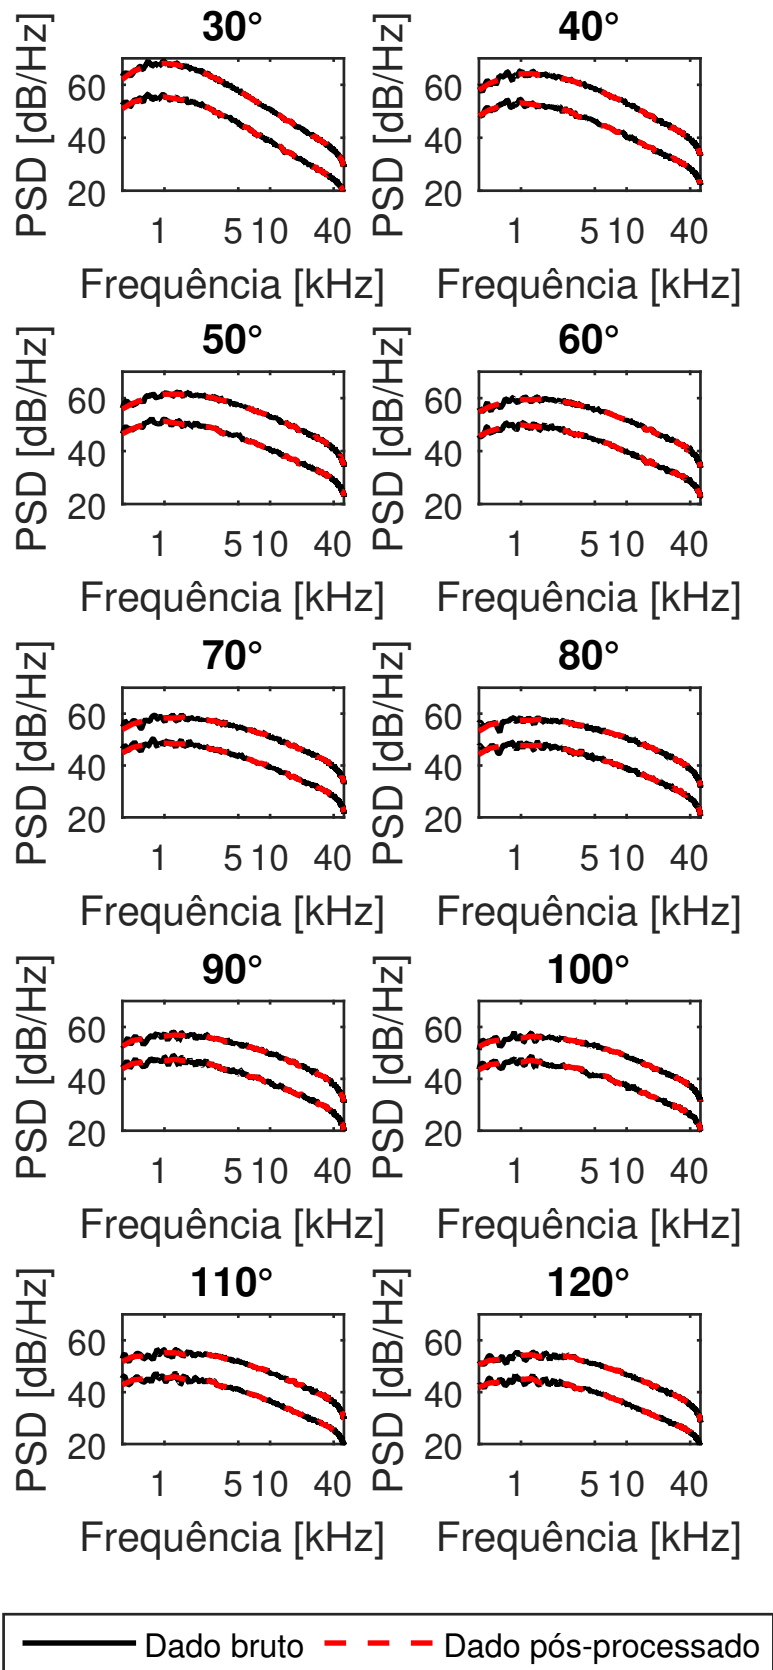 30° 40°
PSD [dB/Hz] 60 40 20 PSD [dB/Hz] 60 40 20
1 5 10 40 1 5 10 40
Frequência [kHz] Frequência [kHz]
50° 60°
PSD [dB/Hz] 60 40 20 PSD [dB/Hz] 60 40 20
1 5 10 40 1 5 10 40
Frequência [kHz] Frequência [kHz]
70° 80°
PSD [dB/Hz] 60 40 20 PSD [dB/Hz] 60 40 20
1 5 10 40 1 5 10 40
Frequência [kHz] Frequência [kHz]
90° 100°
PSD [dB/Hz] 60 40 20 PSD [dB/Hz] 60 40 20
1 5 10 40 1 5 10 40
Frequência [kHz] Frequência [kHz]
110° 120°
PSD [dB/Hz] 60 40 20 PSD [dB/Hz] 60 40 20
1 5 10 40 1 5 10 40
Frequência [kHz] Frequência [kHz]
Dado bruto Dado pós-processado